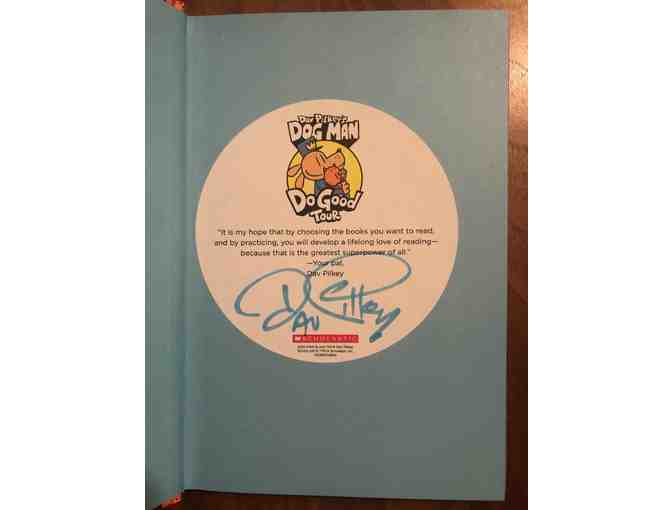 Dav Pilkey's
DOG MAN
Do Good
TOUR
"It is my hope that by choosing the books you want to read,
and by practicing, you will develop a lifelong love of reading—
because that is the greatest superpower of all."
—Your pal,
Dav Pilkey
DAV Pilkey!
SCHOLASTIC